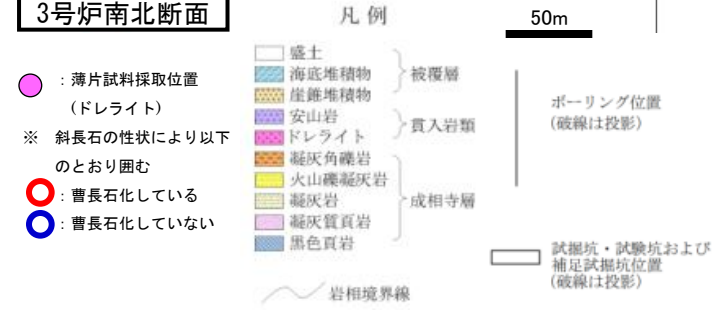 3号炉南北断面
：薄片試料採取位置
(ドレライト)
※ 斜長石の性状により以下
のとおり囲む
：曹長石化している
：曹長石化していない
凡 例
盛土
海底堆積物
崖錐堆積物
被覆層
安山岩
ドレライト
貫入岩類
凝灰角礫岩
火山礫凝灰岩
凝灰岩
凝灰質頁岩
黒色頁岩
成相寺層
岩相境界線
50m
ボーリング位置
(破線は投影)
試掘坑・試験坑および
補足試掘坑位置
(破線は投影)